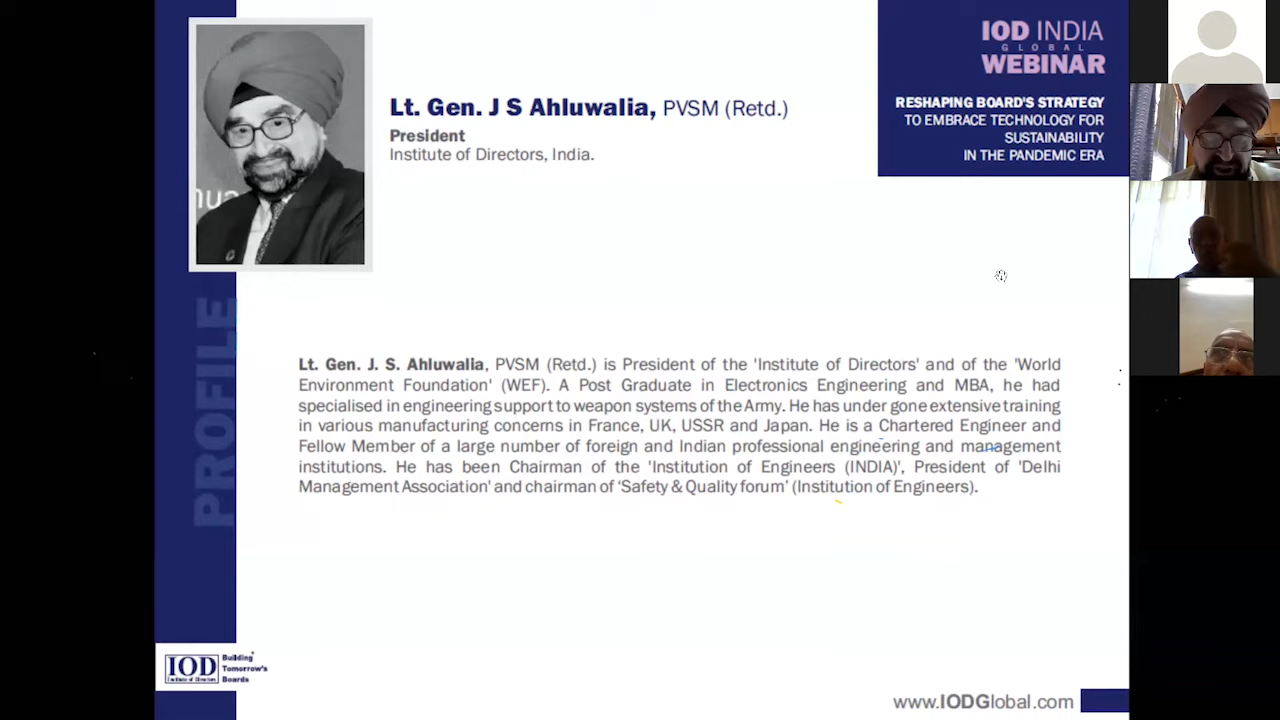 IOD INDIA
GLOBAL
WEBINAR
RESHAPING BOARD'S STRATEGY
TO EMBRACE TECHNOLOGY FOR
SUSTAINABILITY
IN THE PANDEMIC ERA
Lt. Gen. J S Ahluwalia, PVSM (Retd.)
President
Institute of Directors, India.
PROFILE
Lt. Gen. J. S. Ahluwalia, PVSM (Retd.) is President of the 'Institute of Directors' and of the 'World
Environment Foundation' (WEF). A Post Graduate in Electronics Engineering and MBA, he had
specialised in engineering support to weapon systems of the Army. He has under gone extensive training
in various manufacturing concerns in France, UK, USSR and Japan. He is a Chartered Engineer and
Fellow Member of a large number of foreign and Indian professional engineering and management
institutions. He has been Chairman of the 'Institution of Engineers (INDIA)', President of 'Delhi
Management Association' and chairman of ‘Safety & Quality forum’ (Institution of Engineers).
IOD
Institute of Directors
Building
Tomorrow's
Boards
www.IODGlobal.com